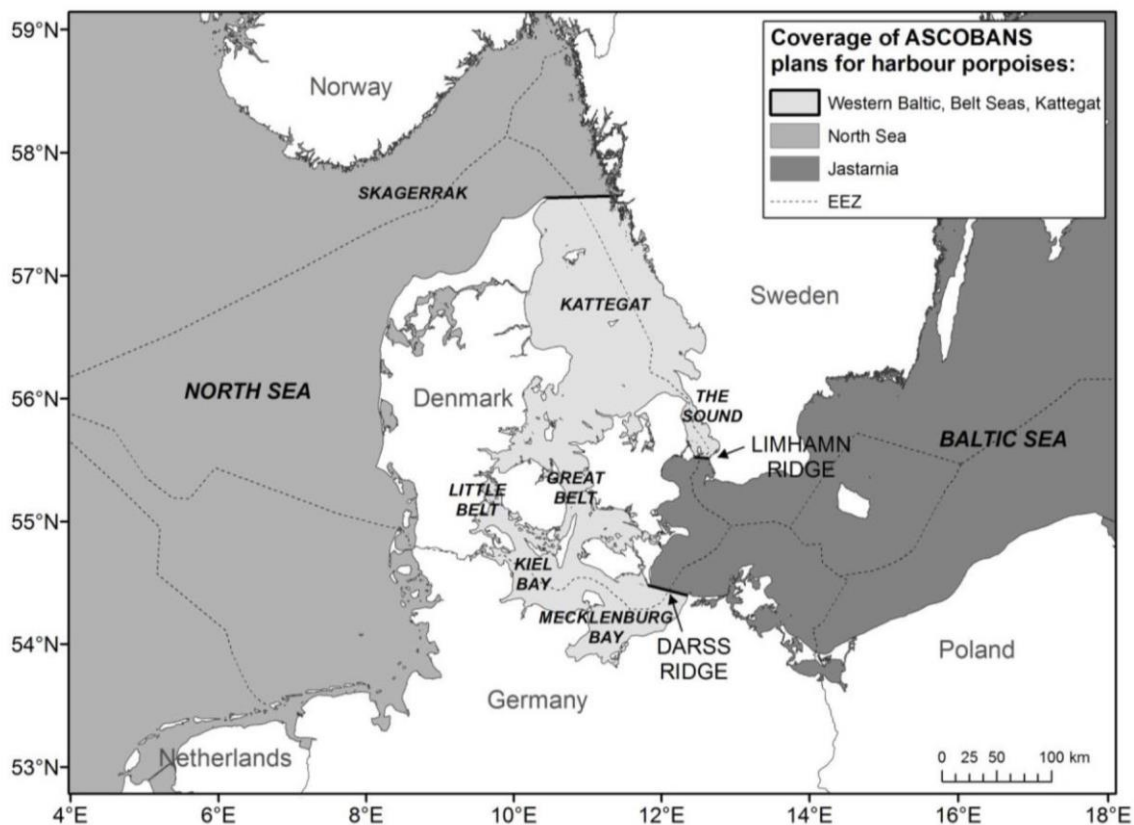 59°N
58°N
57°N
56°N
55°N
54°N
53°N
4°E
6°E
8°E
10°E
12°E
14°E
16°E
18°E
Coverage of ASCOBANS
plans for harbour porpoises:
Western Baltic, Belt Seas, Kattegat
North Sea
Jastarnia
EEZ
Norway
SKAGERRAK
KATTEGAT
Sweden
NORTH SEA
Denmark
THE
SOUND
LIMHAMN
RIDGE
BALTIC SEA
LITTLE
BELT
GREAT
BELT
KIEL
BAY
MECKLENBURG
BAY
DARSS
RIDGE
Poland
Germany
Netherlands
0 25 50 100 km